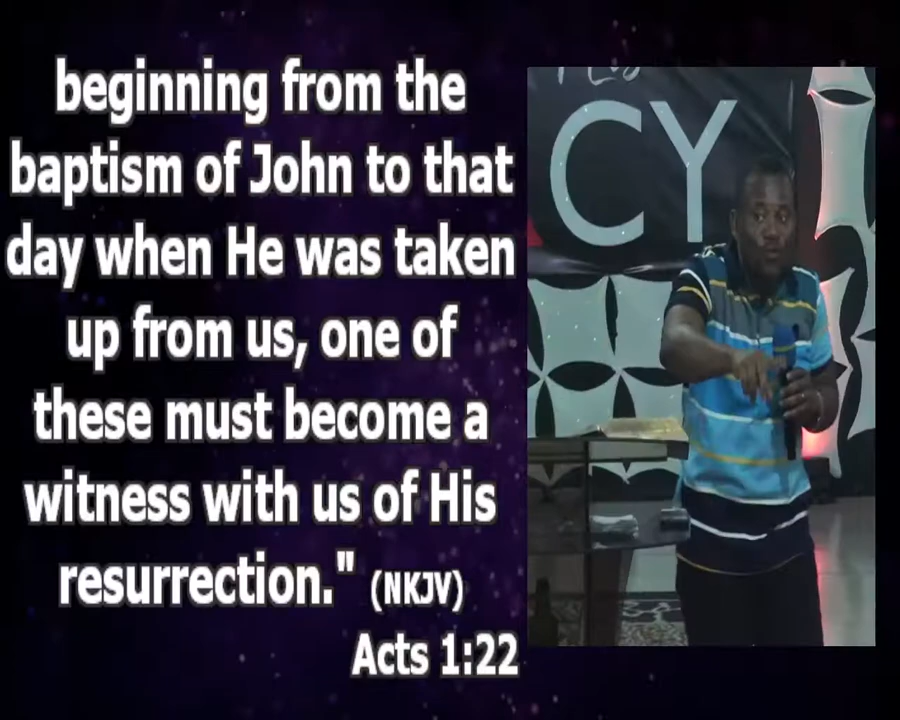 beginning from the
baptism of John to that
day when He was taken
up from us, one of
these must become a
witness with us of His
resurrection." (NKJV)
Acts 1:22
CY